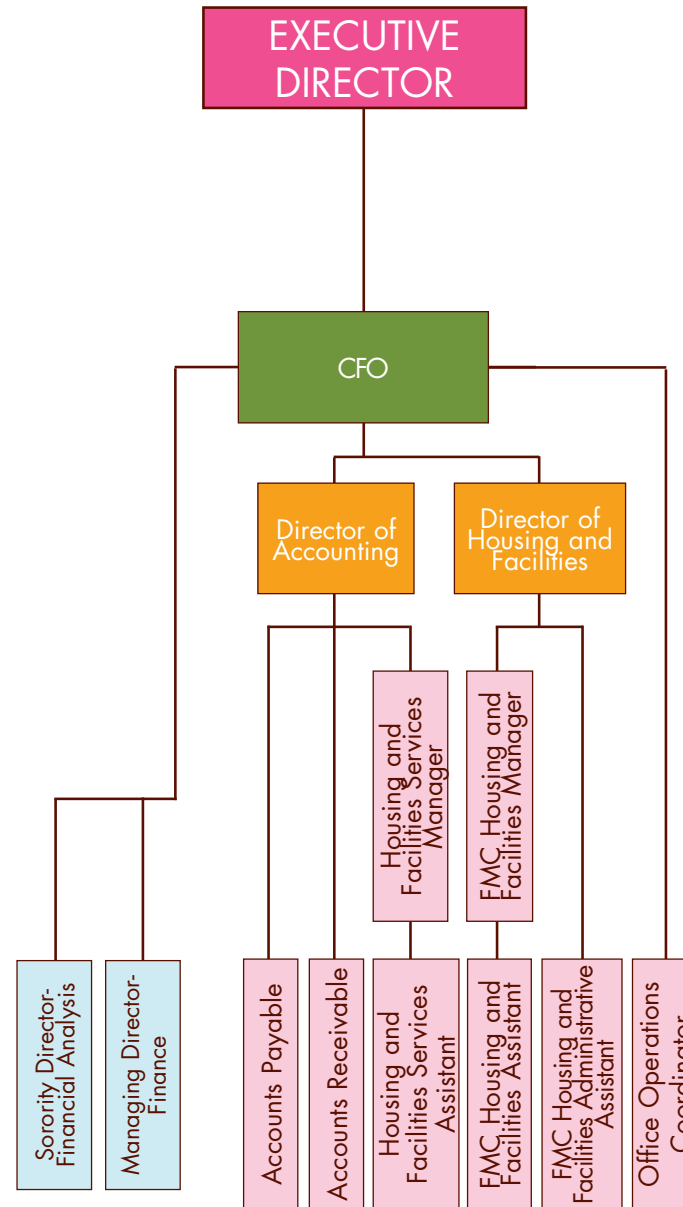 EXECUTIVE
DIRECTOR
CFO
Director of
Accounting
Director of
Housing and
Facilities
Housing and
Facilities Services
Manager
FMC Housing and
Facilities Manager
Sorority Director-
Financial Analysis
Managing Director-
Finance
Accounts Payable
Accounts Receivable
Housing and
Facilities Services
Assistant
FMC Housing and
Facilities Assistant
FMC Housing and
Facilities Administrative
Assistant
Office Operations
Coordinator